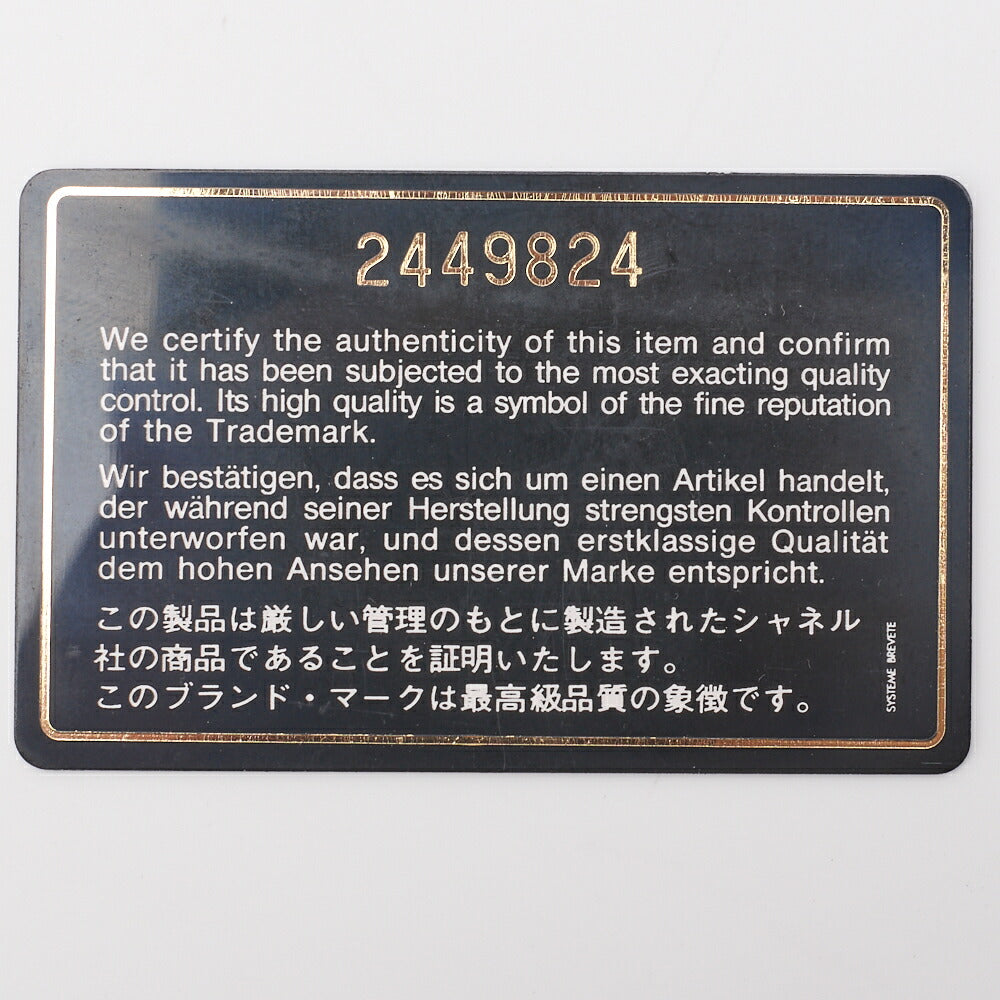 2449824
We certify the authenticity of this item and confirm
that it has been subjected to the most exacting quality
control. Its high quality is a symbol of the fine reputation
of the Trademark.
Wir bestätigen, dass es sich um einen Artikel handelt,
der während seiner Herstellung strengsten Kontrollen
unterworfen war, und dessen erstklassige Qualität
dem hohen Ansehen unserer Marke entspricht.
この製品は厳しい管理のもとに製造されたシャネル
社の商品であることを証明いたします。
このブランド・マークは最高級品質の象徴です。
SYSTEME BREVETE